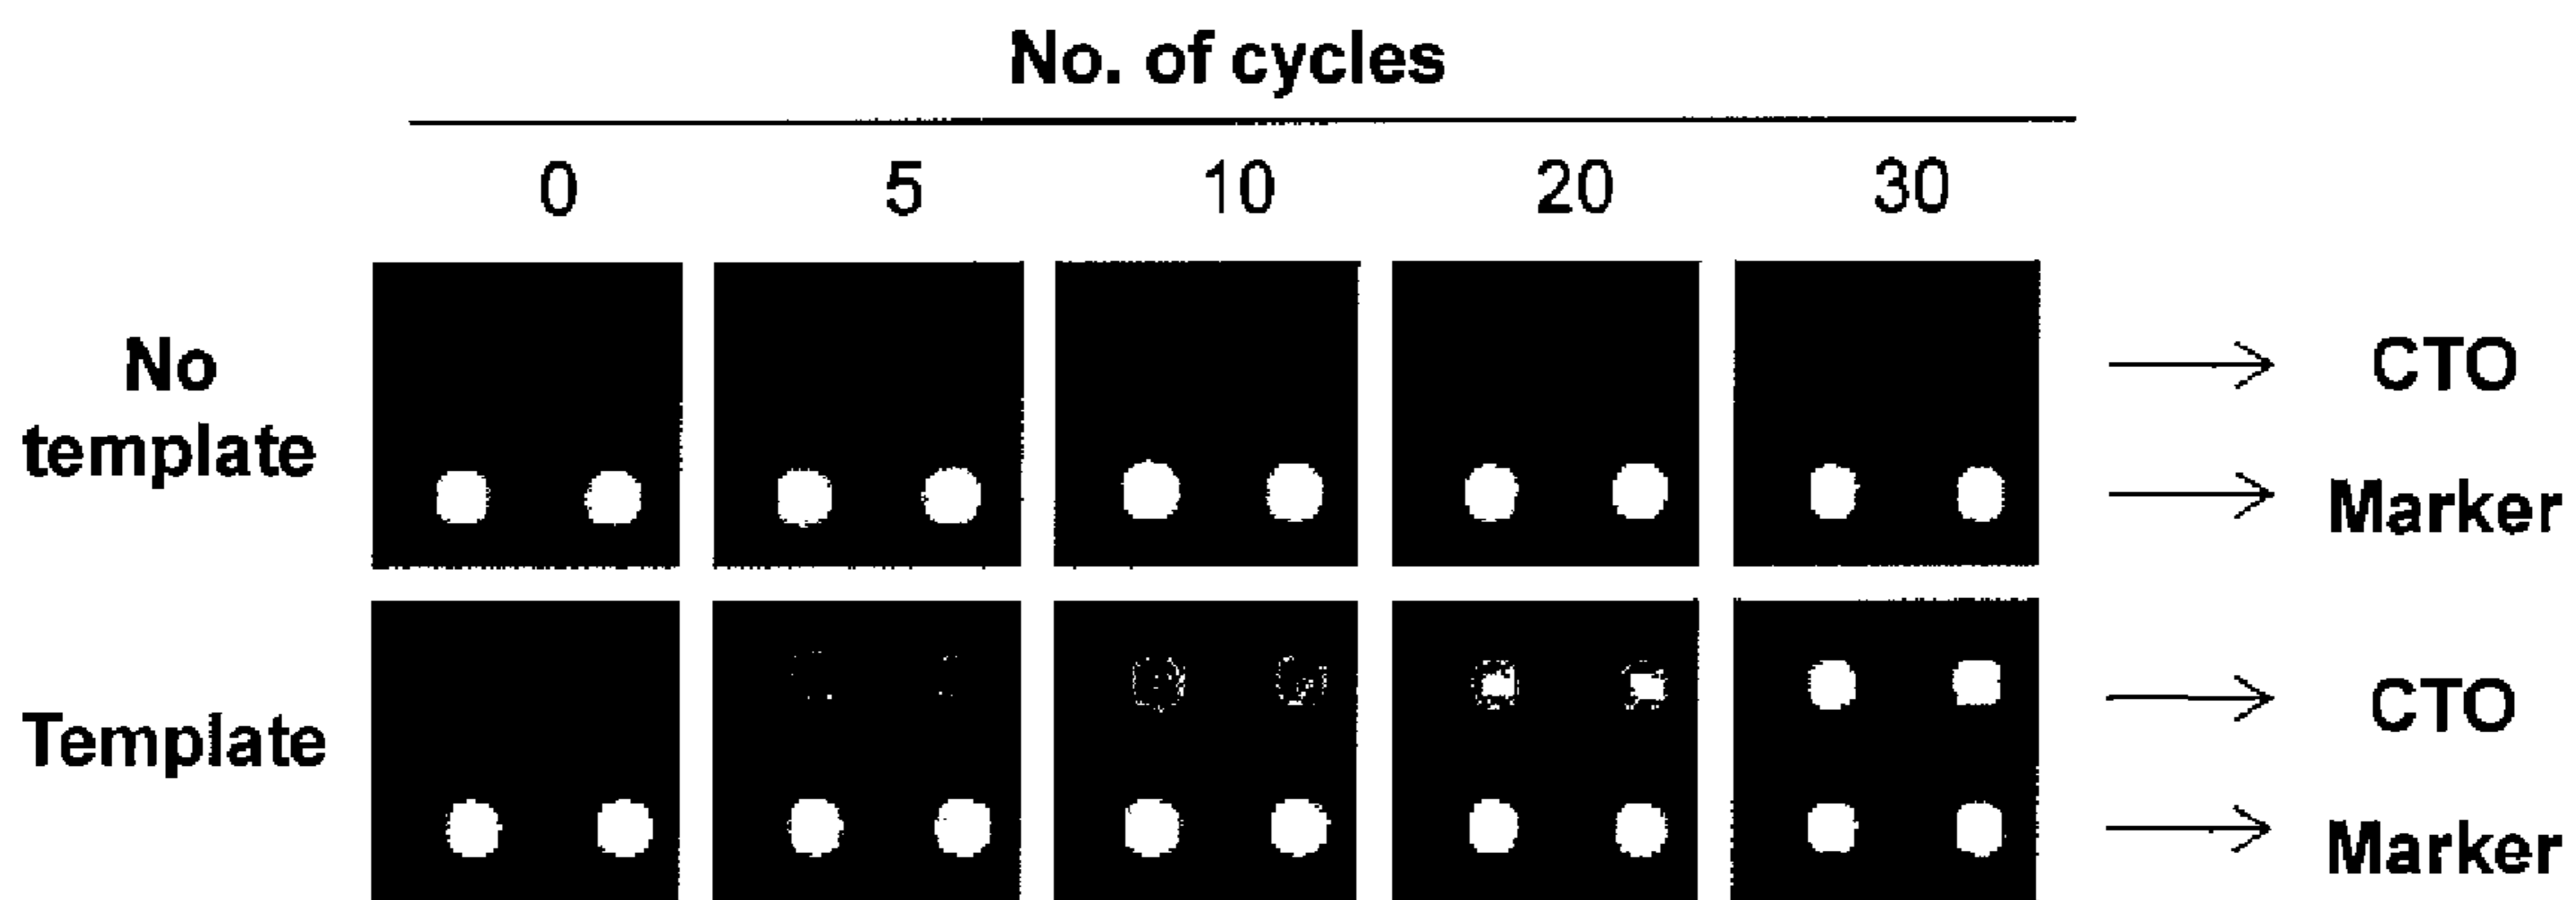 No. of cycles
0 5 10 20 30
No
template
CTO
Marker
Template
CTO
Marker